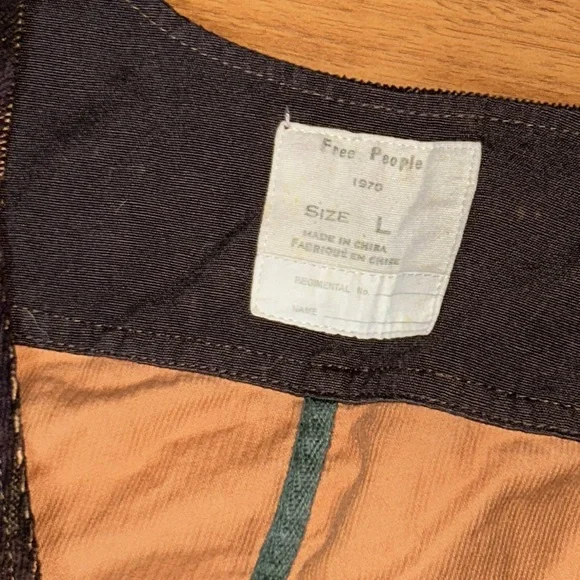 Free People
1970
SIZE L
MADE IN CHINA
FABRIQUÉ EN CHINE
REGIMENTAL No.
NAME